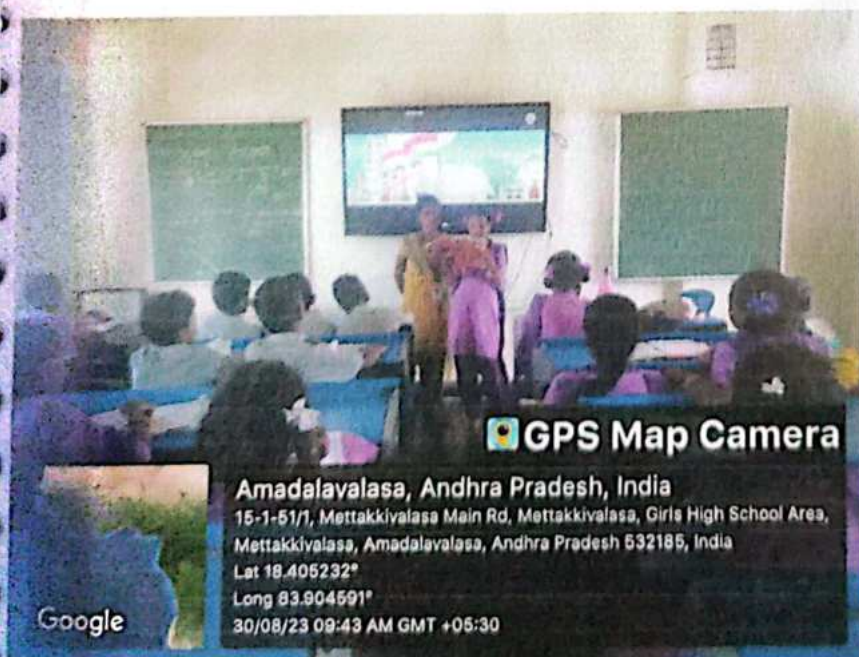 GPS Map Camera
Amadalavalasa, Andhra Pradesh, India
15-1-51/1, Mettakkivalasa Main Rd, Mettakkivalasa, Girls High School Area,
Mettakkivalasa, Amadalavalasa, Andhra Pradesh 532185, India
Lat 18.405232°
Long 83.904591°
30/08/23 09:43 AM GMT +05:30
Google